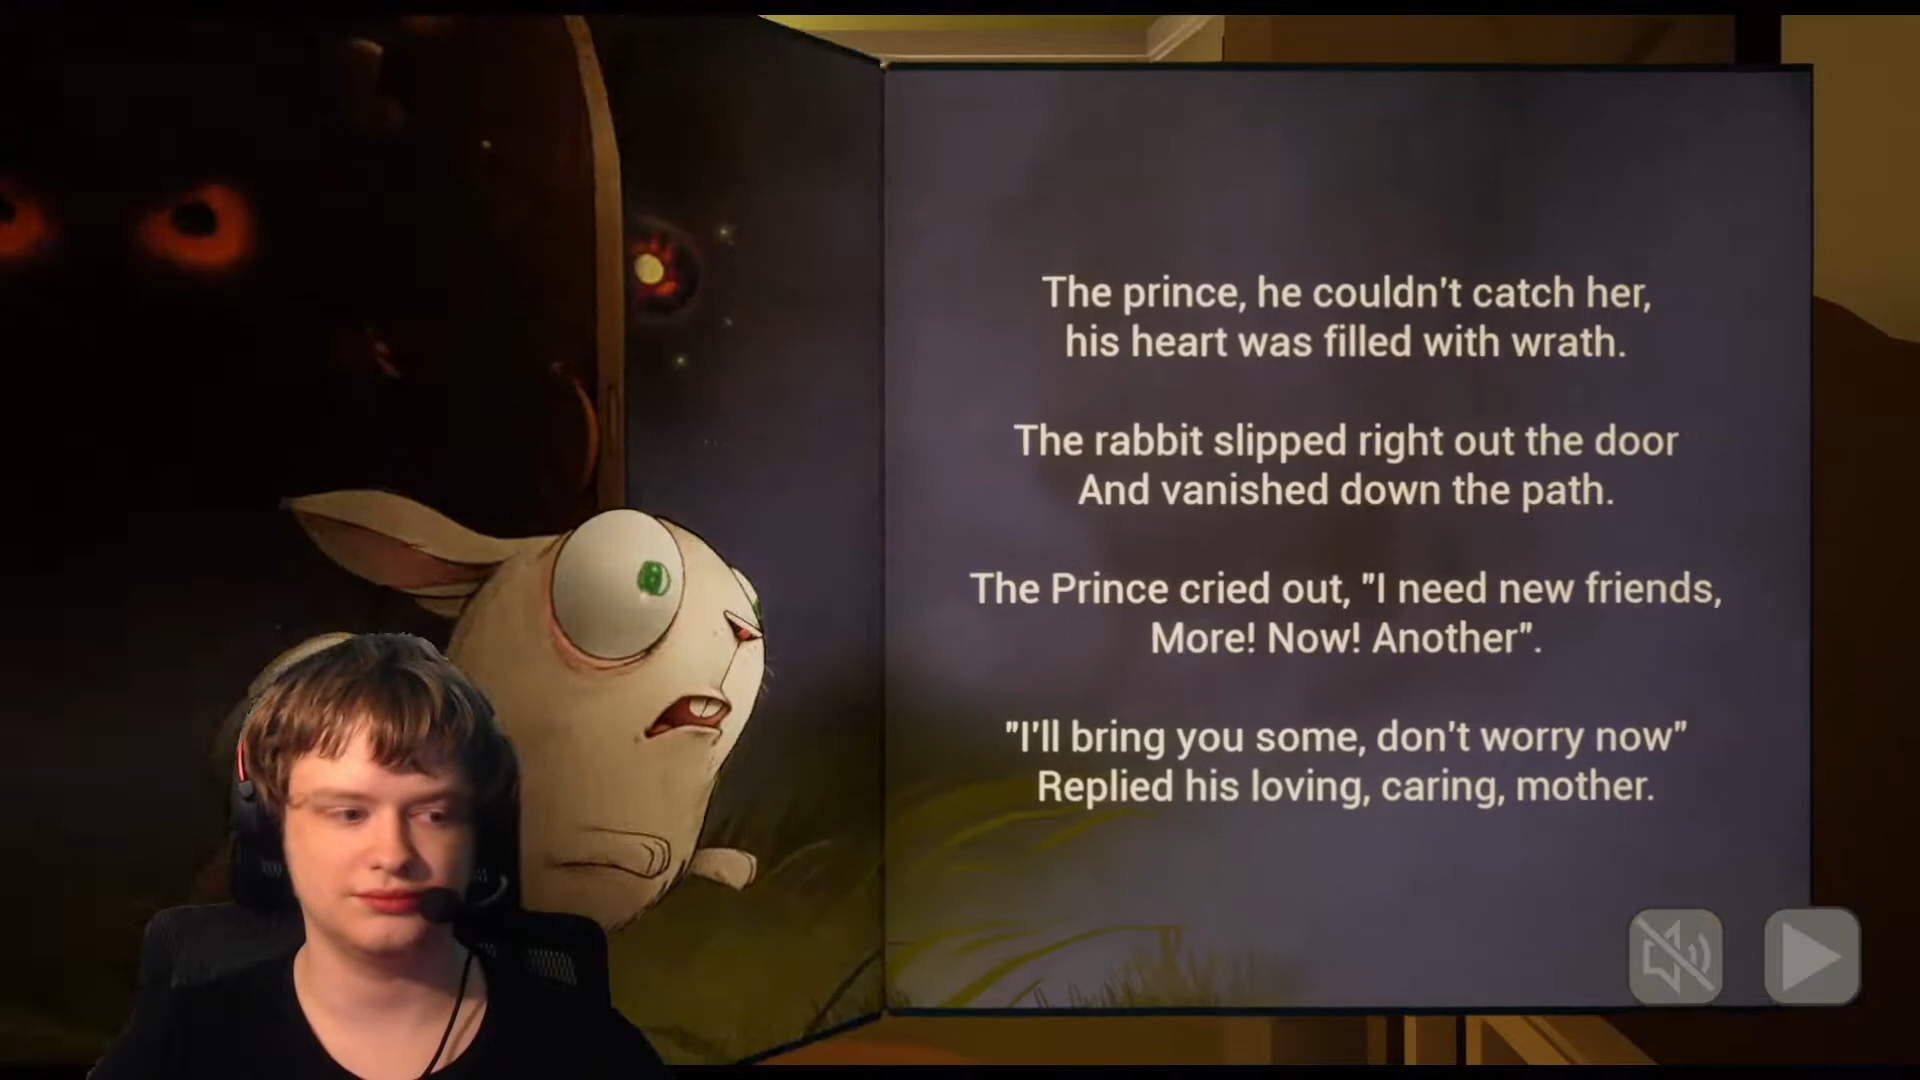 The prince, he couldn't catch her,
his heart was filled with wrath.
The rabbit slipped right out the door
And vanished down the path.
The Prince cried out, "I need new friends,
More! Now! Another".
"I'll bring you some, don't worry now"
Replied his loving, caring, mother.